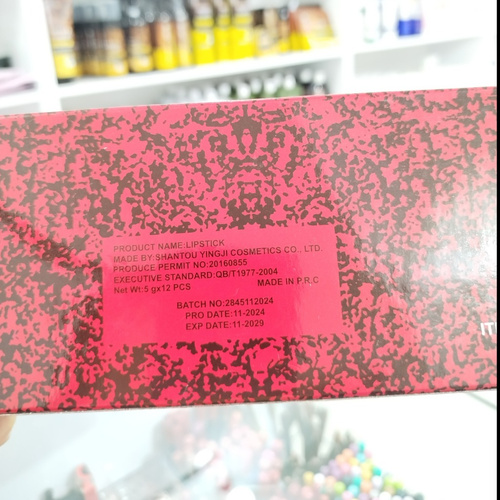 PRODUCT NAME:LIPSTICK
MADE BY:SHANTOU YINGJI COSMETICS CO., LTD.
PRODUCE PERMIT NO:20160855
EXECUTIVE STANDARD:QB/T1977-2004
Net Wt:5 gx12 PCS MADE IN P.R.C
BATCH NO:2845112024
PRO DATE:11-2024
EXP DATE:11-2029